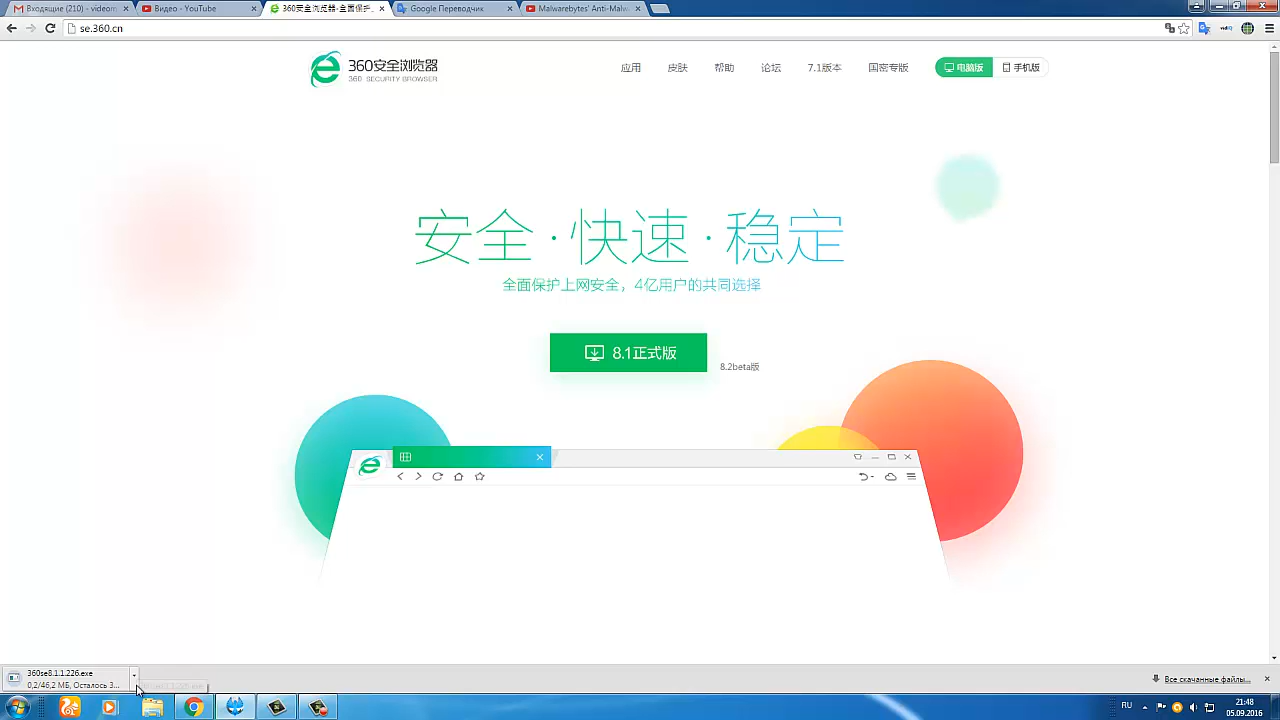 Входящие (210) - videom
Видео - YouTube
360安全浏览器-全面保护
Google Переводчик
Malwarebytes' Anti-Malw
se.360.cn
360安全浏览器
360 SECURITY BROWSER
应用
皮肤
帮助
论坛
7.1版本
国密专版
电脑版
手机版
安全·快速·稳定
全面保护上网安全，4亿用户的共同选择
8.1正式版
8.2beta版
360se8.1.1.226.exe
0,2/46,2 МБ, Осталось 3...
Все скачанные файлы...
RU
21:48
05.09.2016